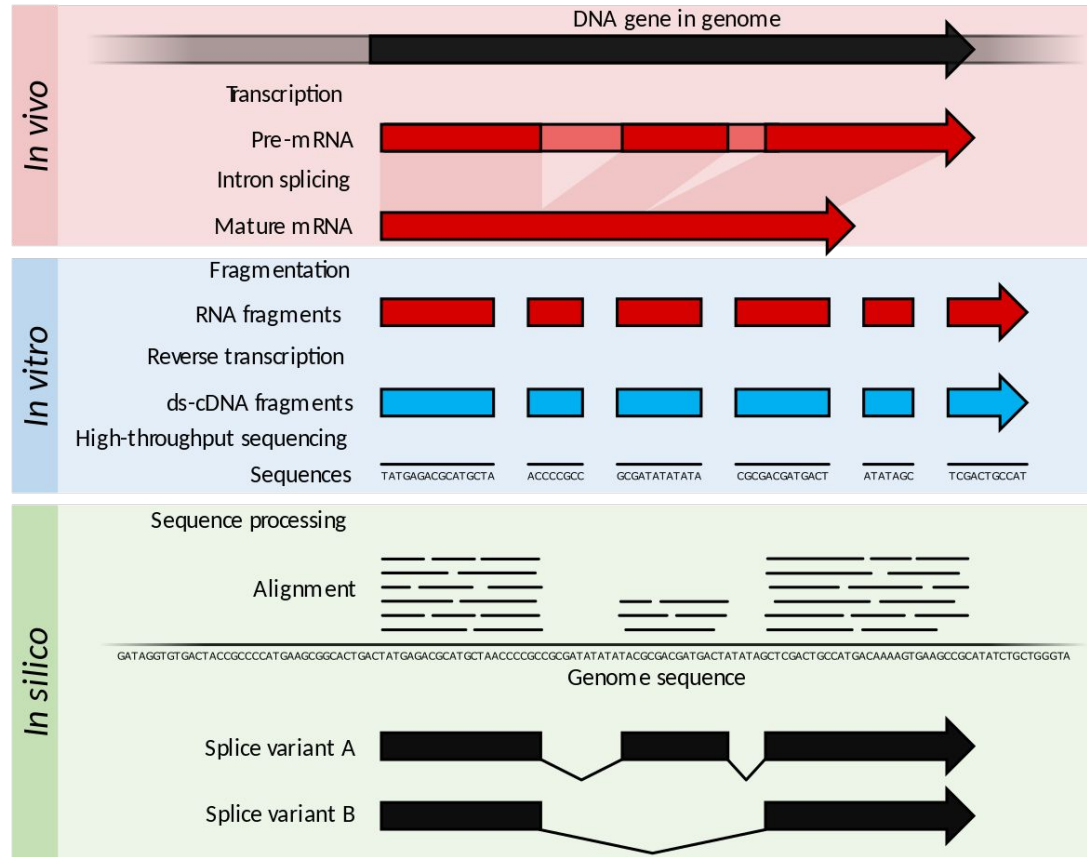 In vivo
DNA gene in genome
Transcription
Pre-mRNA
Intron splicing
Mature mRNA
In vitro
Fragmentation
RNA fragments
Reverse transcription
ds-cDNA fragments
High-throughput sequencing
Sequences
TATGAGACGCATGCTA ACCCCGCC GCGATATATATA CGCGACGATGACT ATATAGC TCGACTGCCAT
In silico
Sequence processing
Alignment
GATAGGTGTGACTACCGCCCCATGAAGCGGCACTGACTATGAGACGCATGCTAACCCCGCCGCGATATATATACGCGACGATGACTATATAGCTCGACTGCCATGACAAAAGTGAAGCCGCATATCTGCTGGGTA
Genome sequence
Splice variant A
Splice variant B